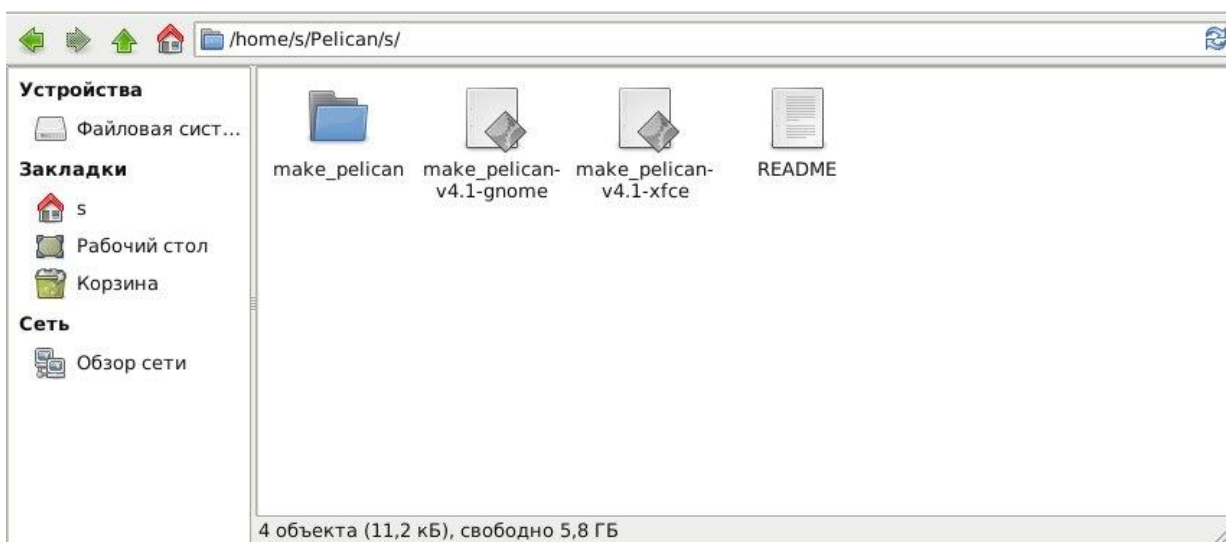 /home/s/Pelican/s/
Устройства
Файловая сист...
Закладки
s
Рабочий стол
Корзина
Сеть
Обзор сети
make_pelican
make_pelican-
v4.1-gnome
make_pelican-
v4.1-xfce
README
4 объекта (11,2 кБ), свободно 5,8 ГБ